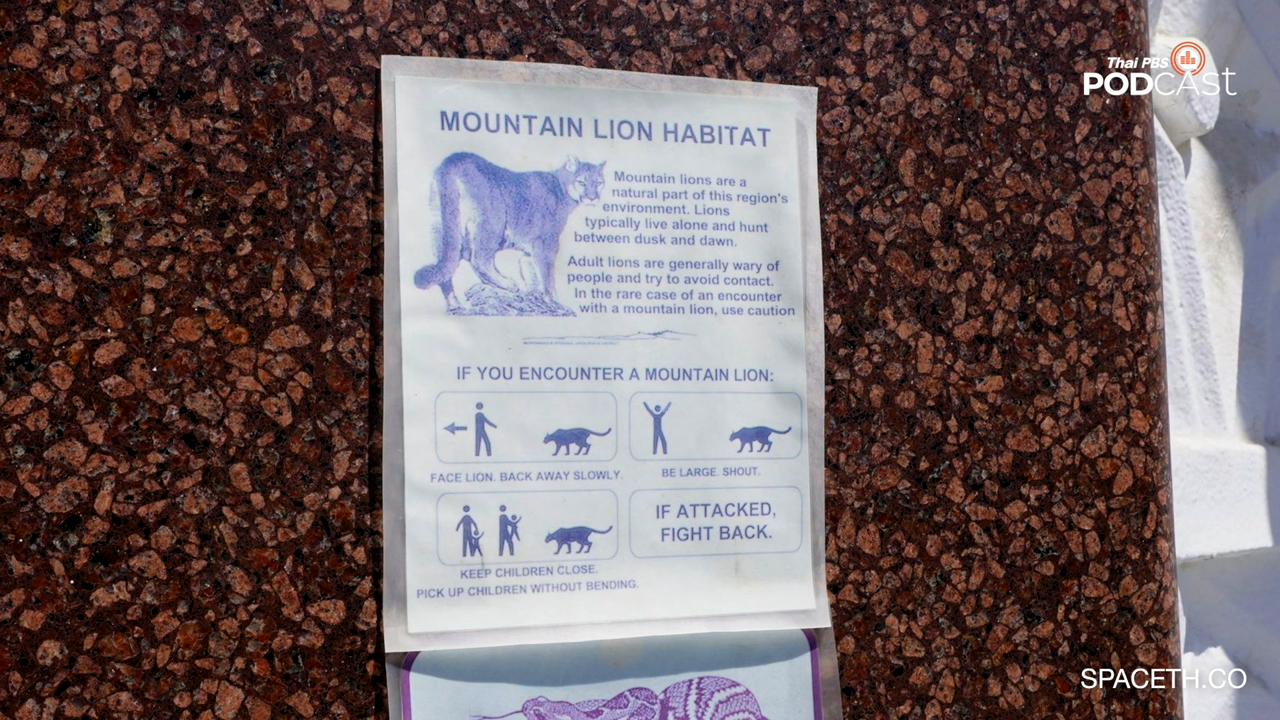 Thai PBS
PODCAST
MOUNTAIN LION HABITAT
Mountain lions are a
natural part of this region's
environment. Lions
typically live alone and hunt
between dusk and dawn.
Adult lions are generally wary of
people and try to avoid contact.
In the rare case of an encounter
with a mountain lion, use caution
IF YOU ENCOUNTER A MOUNTAIN LION:
FACE LION. BACK AWAY SLOWLY.
BE LARGE. SHOUT.
KEEP CHILDREN CLOSE.
PICK UP CHILDREN WITHOUT BENDING.
IF ATTACKED,
FIGHT BACK.
SPACETH.CO